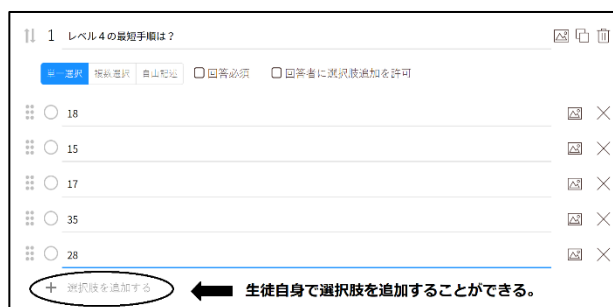 1 レベル4の最短手順は？
単一選択 複数選択 自由記述 回答必須 回答者に選択肢追加を許可
18
15
17
35
28
+ 選択肢を追加する 生徒自身で選択肢を追加することができる。